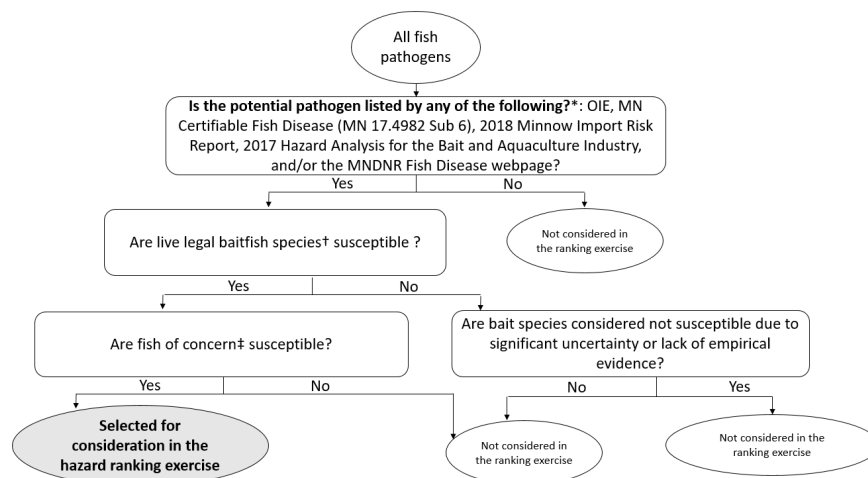 All fish
pathogens
Is the potential pathogen listed by any of the following?*: OIE, MN
Certifiable Fish Disease (MN 17.4982 Sub 6), 2018 Minnow Import Risk
Report, 2017 Hazard Analysis for the Bait and Aquaculture Industry,
and/or the MNDNR Fish Disease webpage?
Yes
No
Are live legal baitfish species† susceptible ?
Not considered in
the ranking exercise
Yes
No
Are fish of concern‡ susceptible?
Are bait species considered not susceptible due to
significant uncertainty or lack of empirical
evidence?
Yes
No
No
Yes
Selected for
consideration in the
hazard ranking exercise
Not considered in
the ranking exercise
Not considered in the
ranking exercise